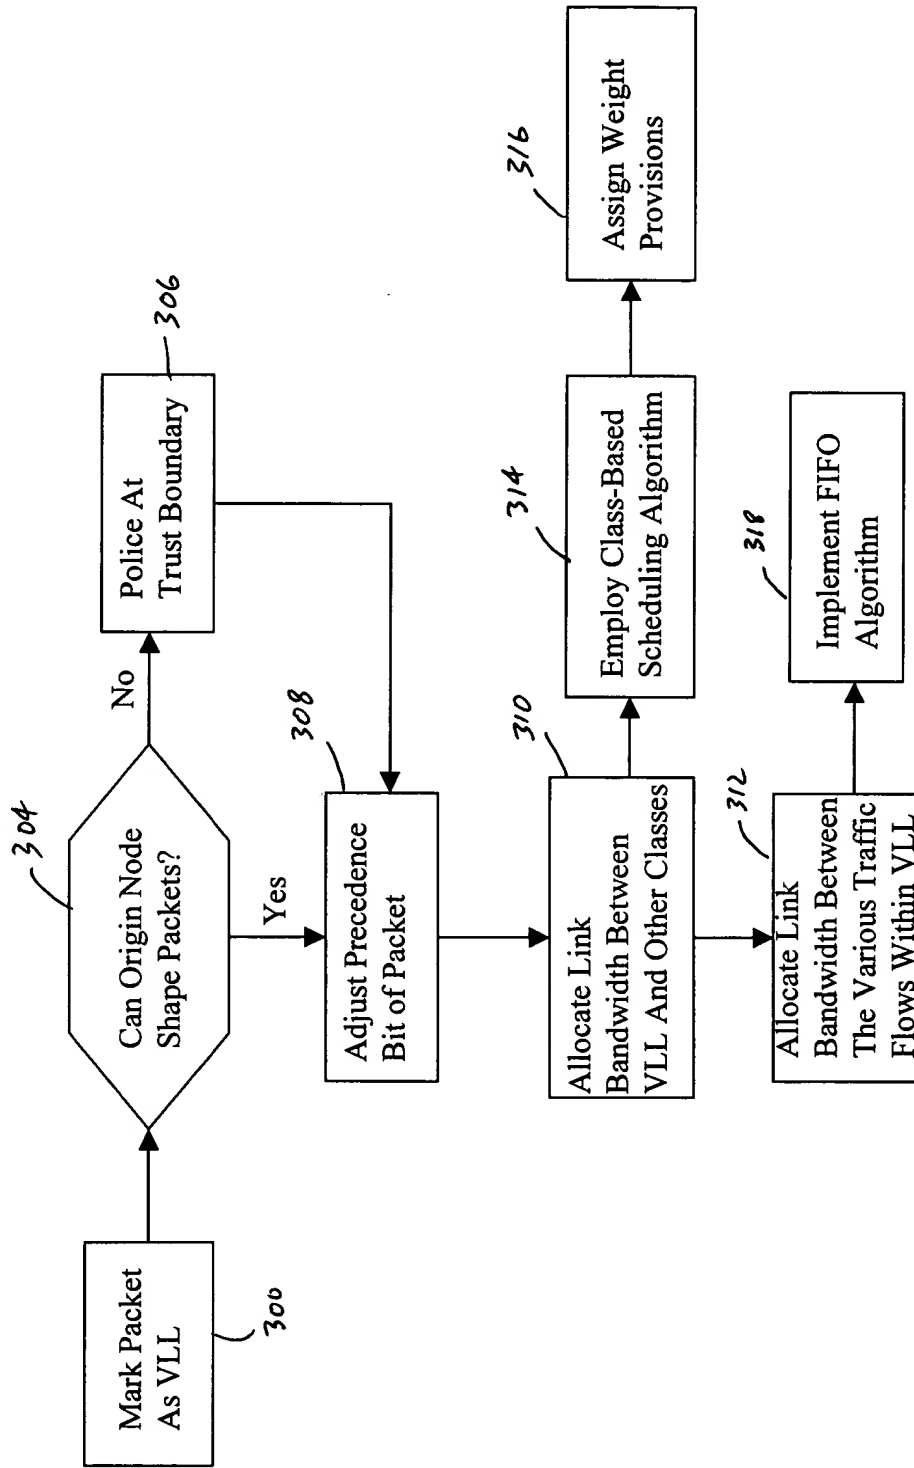 300
Mark Packet
As VLL
304
Can Origin Node
Shape Packets?
No
306
Police At
Trust Boundary
Yes
308
Adjust Precedence
Bit of Packet
310
Allocate Link
Bandwidth Between
VLL And Other Classes
314
Employ Class-Based
Scheduling Algorithm
316
Assign Weight
Provisions
312
Allocate Link
Bandwidth Between
The Various Traffic
Flows Within VLL
318
Implement FIFO
Algorithm